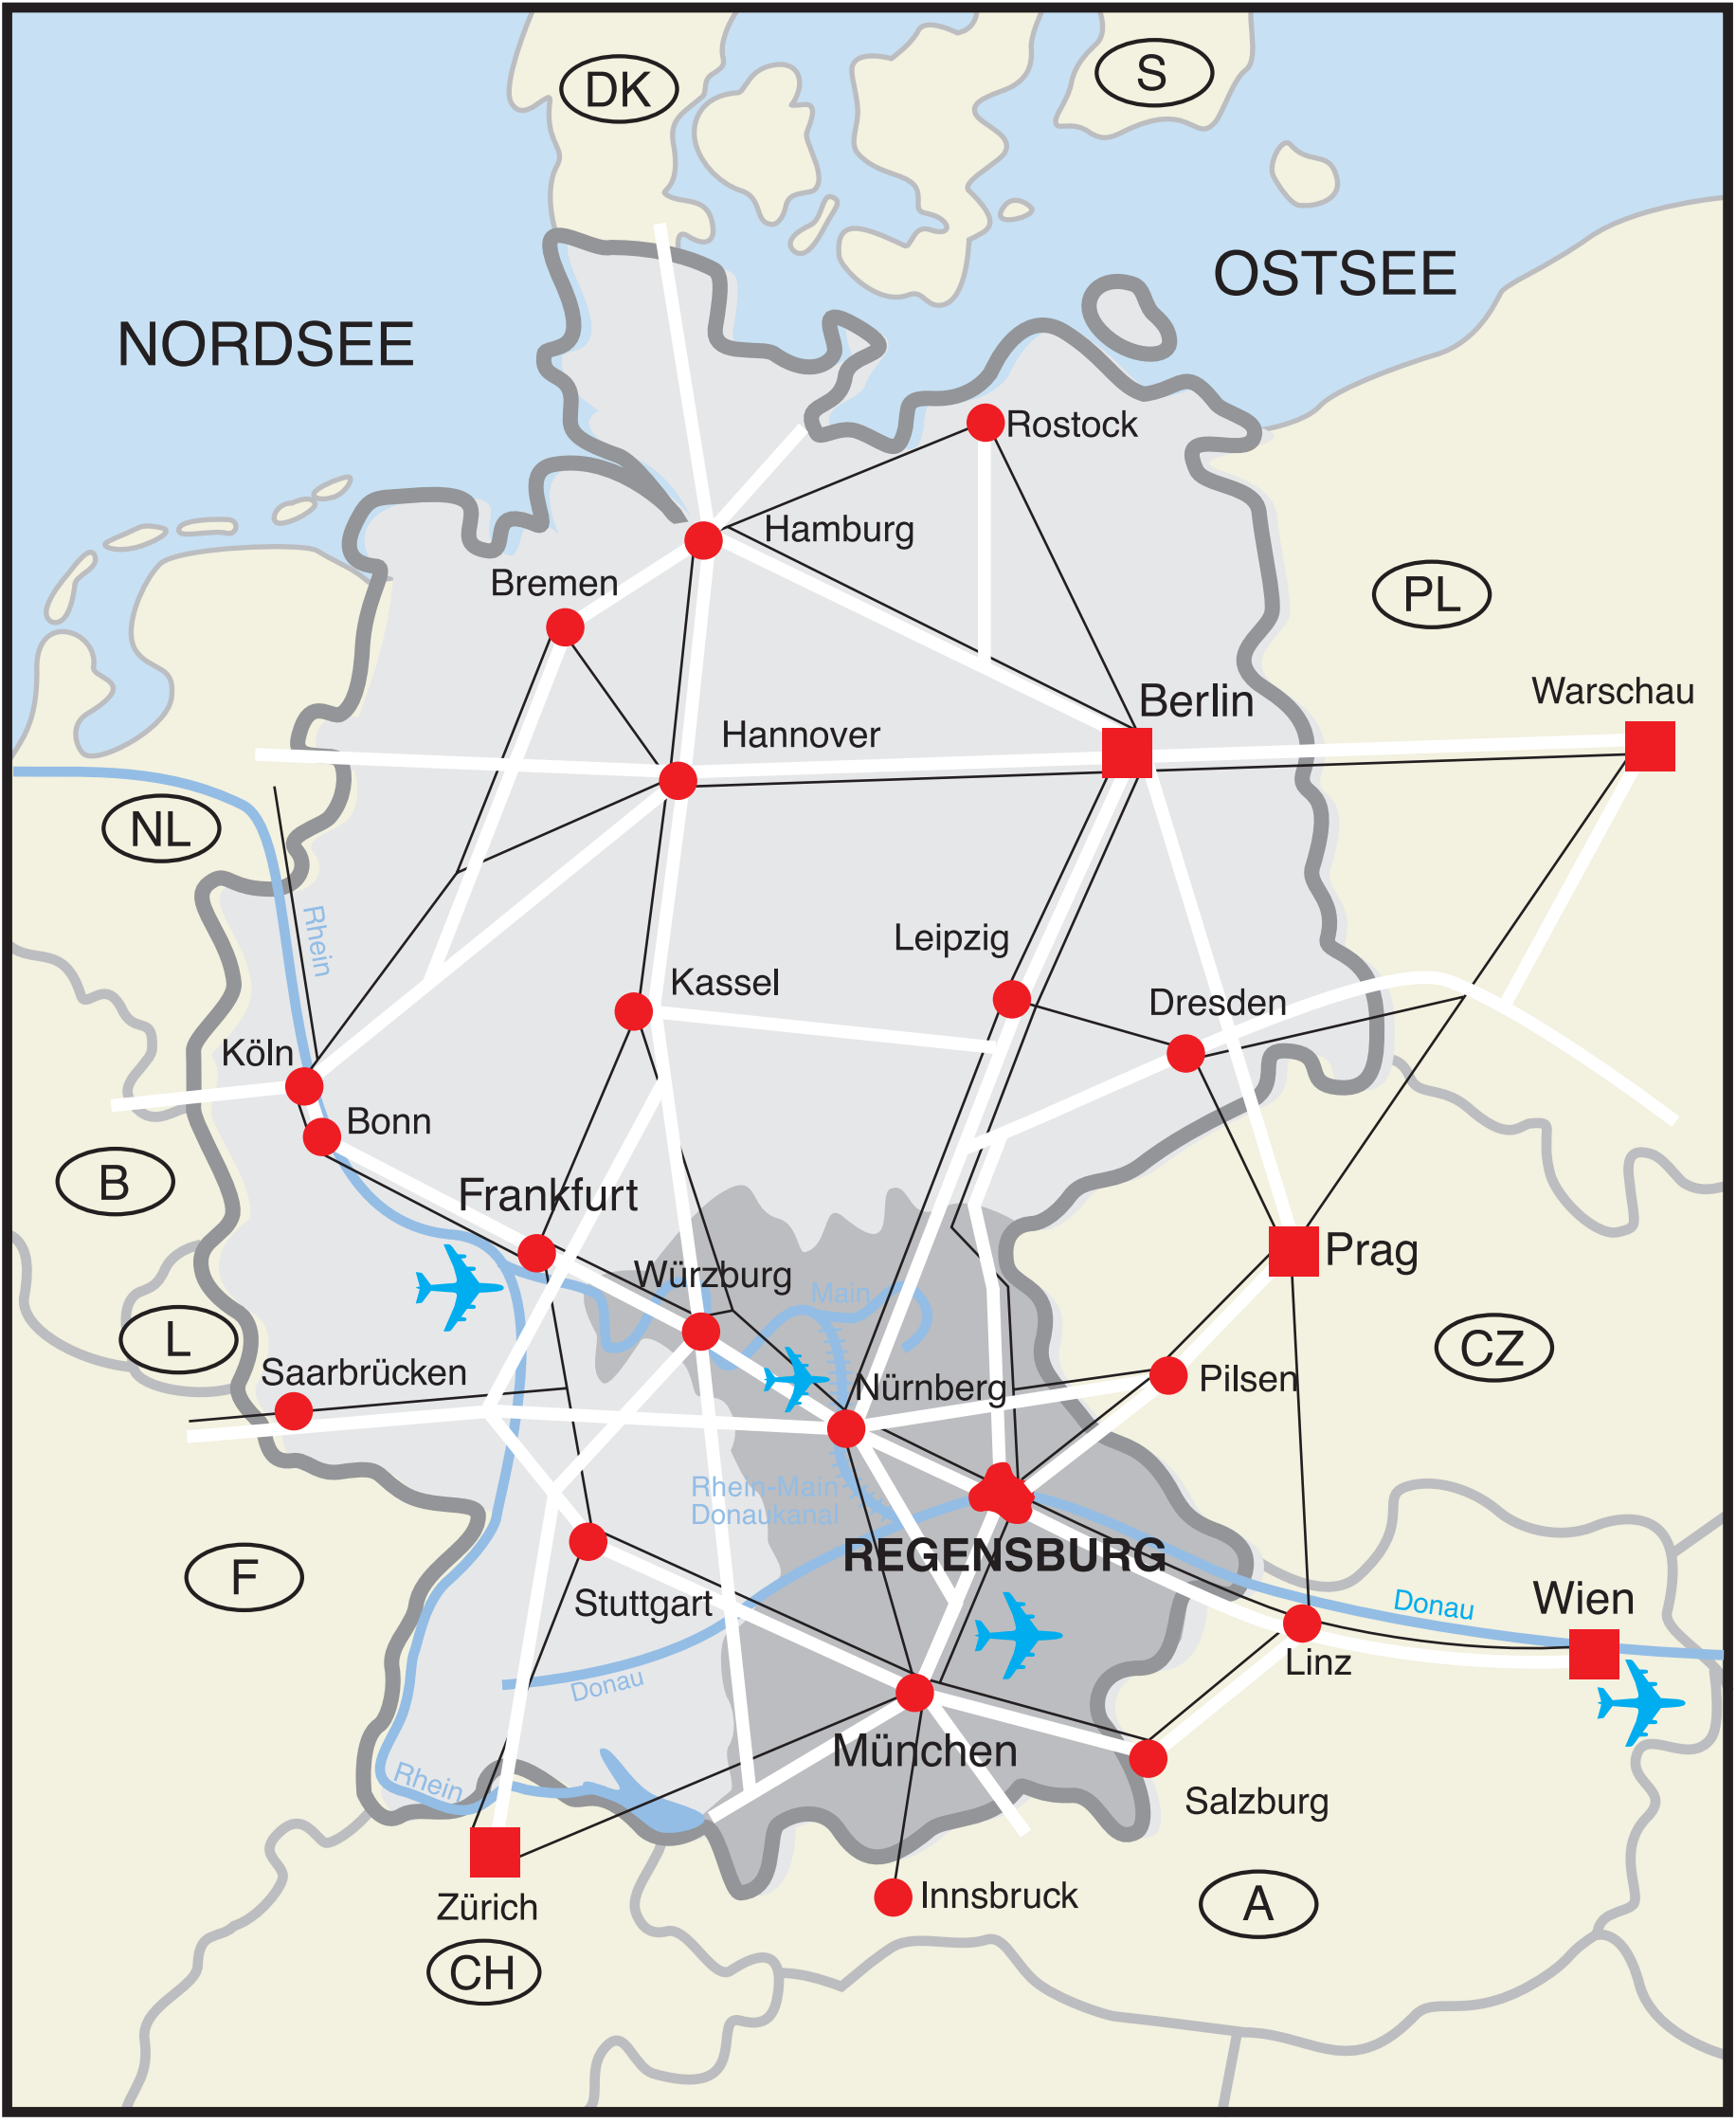 DK
S
OSTSEE
NORDSEE
Rostock
Hamburg
Bremen
PL
Warschau
Berlin
Hannover
NL
Rhein
Leipzig
Kassel
Dresden
Köln
Bonn
B
Frankfurt
Prag
Würzburg
Main
L
CZ
Saarbrücken
Pilsen
Nürnberg
Rhein-Main
Donaukanal
REGENSBURG
F
Stuttgart
Donau
Wien
Linz
Donau
München
Rhein
Salzburg
Innsbruck
A
Zürich
CH